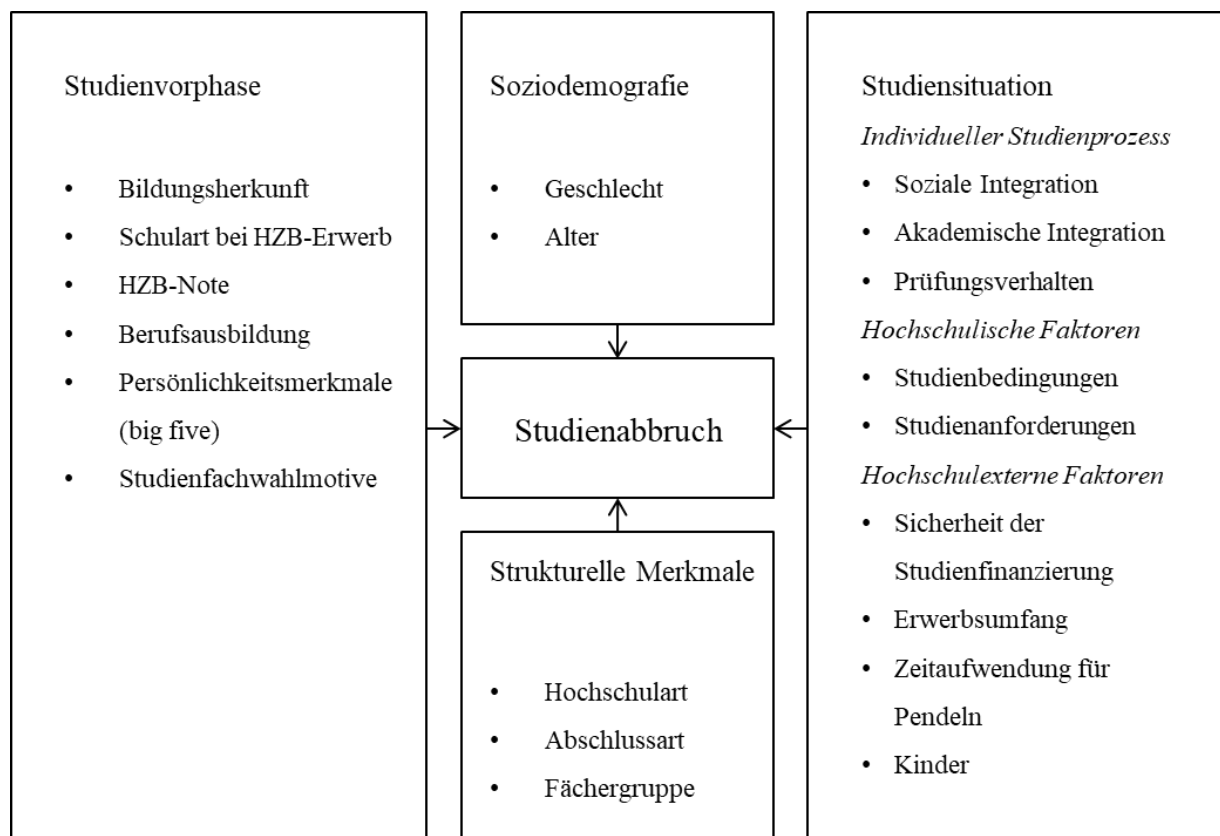 Studienvorphase
• Bildungsherkunft
• Schulart bei HZB-Erwerb
• HZB-Note
• Berufsausbildung
• Persönlichkeitsmerkmale
(big five)
• Studienfachwahlmotive
Soziodemografie
• Geschlecht
• Alter
Studienabbruch
Strukturelle Merkmale
• Hochschulart
• Abschlussart
• Fächergruppe
Studiensituation
Individueller Studienprozess
• Soziale Integration
• Akademische Integration
• Prüfungsverhalten
Hochschulische Faktoren
• Studienbedingungen
• Studienanforderungen
Hochschulexterne Faktoren
• Sicherheit der
Studienfinanzierung
• Erwerbsumfang
• Zeitaufwendung für
Pendeln
• Kinder